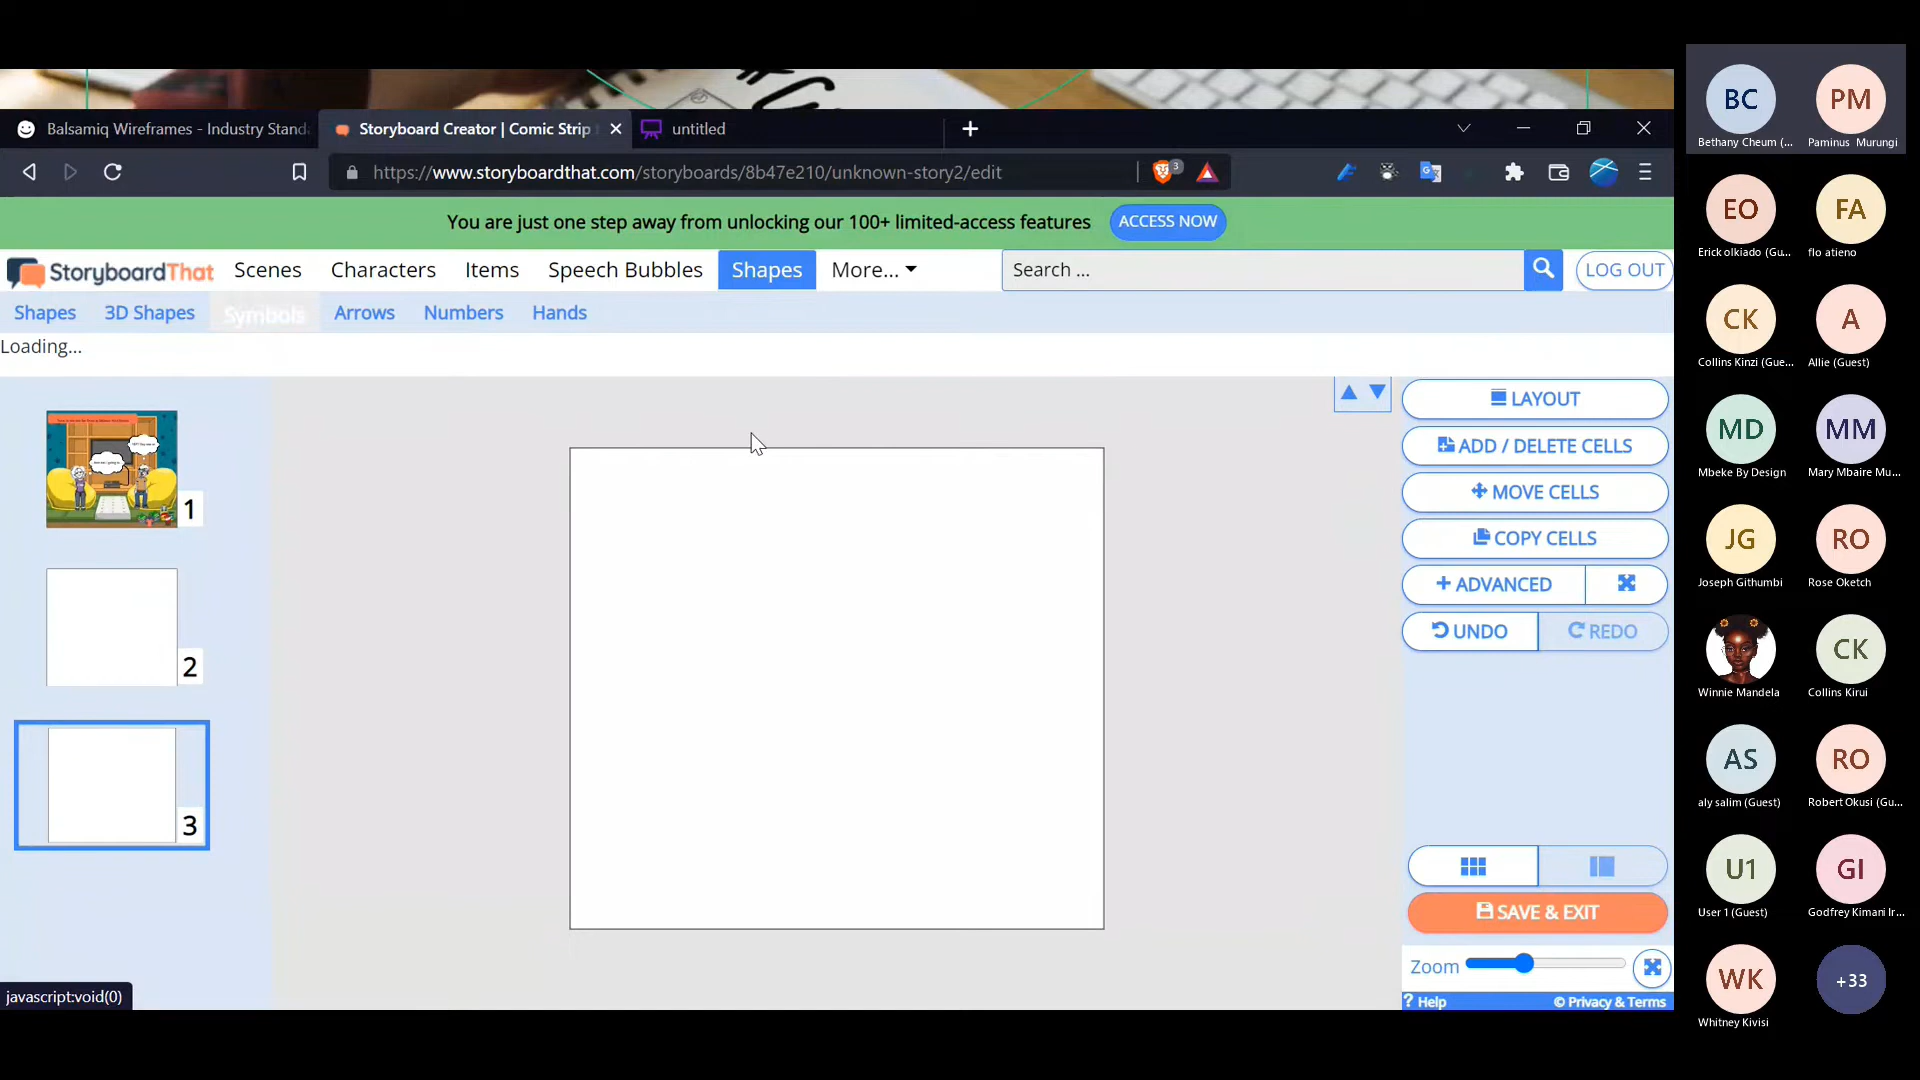 Balsamiq Wireframes - Industry Stand
Storyboard Creator | Comic Strip
untitled
https://www.storyboardthat.com/storyboards/8b47e210/unknown-story2/edit
3
You are just one step away from unlocking our 100+ limited-access features
ACCESS NOW
StoryboardThat
Scenes
Characters
Items
Speech Bubbles
Shapes
More...
Search ...
LOG OUT
Shapes
3D Shapes
Symbols
Arrows
Numbers
Hands
Loading...
1
2
3
LAYOUT
ADD / DELETE CELLS
MOVE CELLS
COPY CELLS
ADVANCED
UNDO
REDO
SAVE & EXIT
Zoom
? Help
© Privacy & Terms
javascript:void(0)
BC
Bethany Cheum (...
PM
Paminus Murungi
EO
Erick olkiado (Gu...
FA
flo atieno
CK
Collins Kinzi (Gue...
A
Allie (Guest)
MD
Mbeke By Design
MM
Mary Mbaire Mu...
JG
Joseph Githumbi
RO
Rose Oketch
Winnie Mandela
CK
Collins Kirui
AS
aly salim (Guest)
RO
Robert Okusi (Gu...
U1
User 1 (Guest)
GI
Godfrey Kimani Ir...
WK
Whitney Kivisi
+33